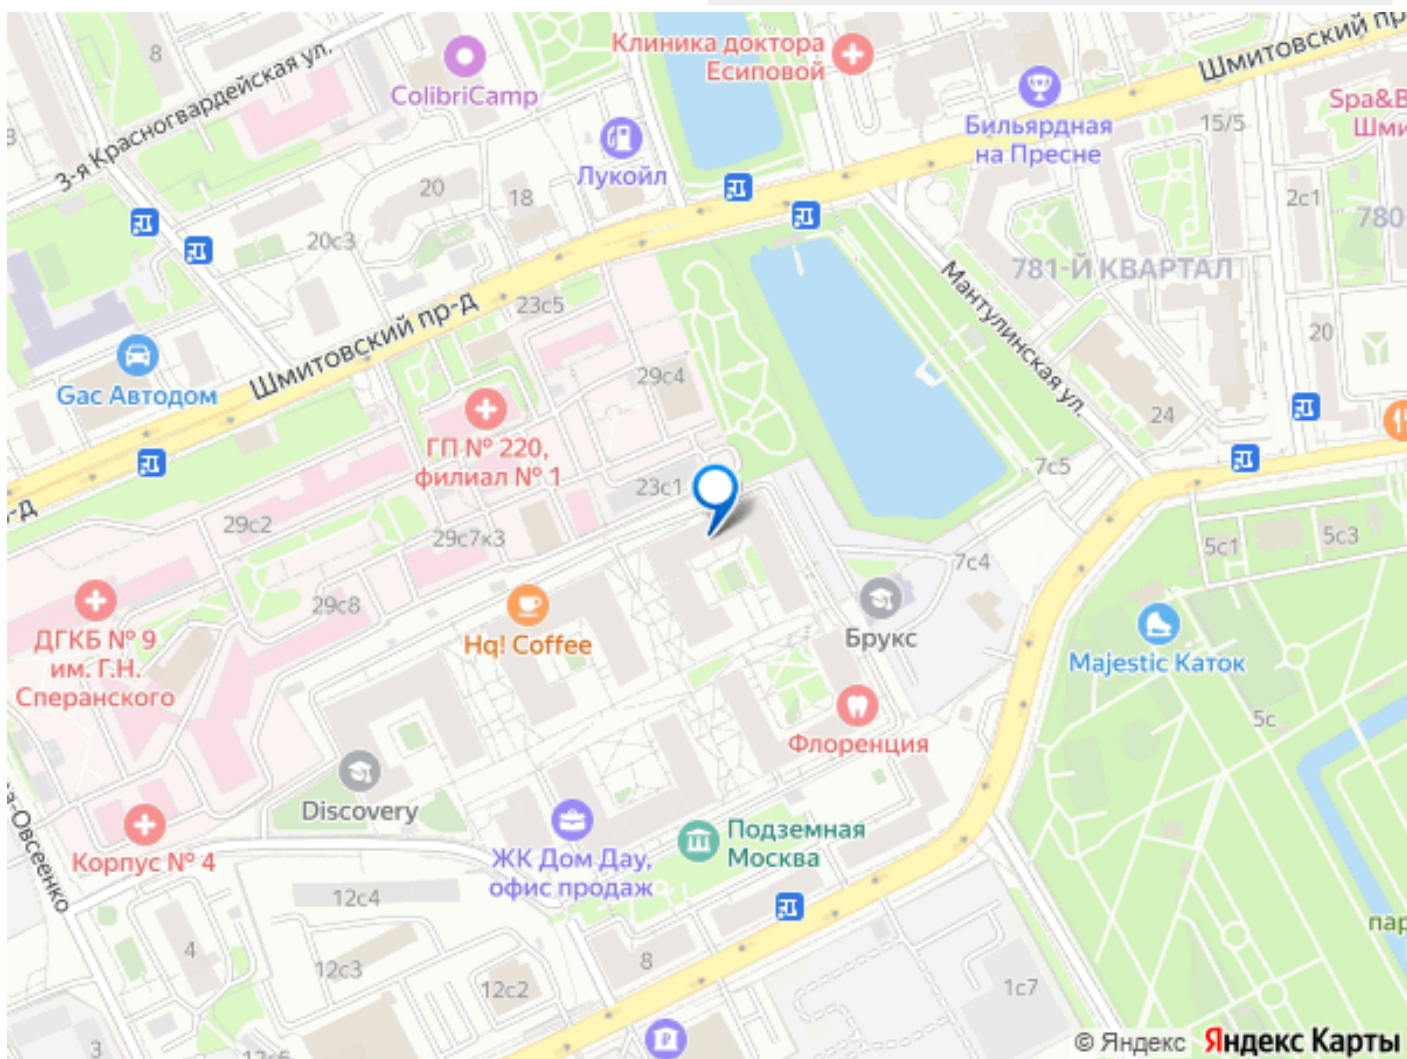 Клиника доктора
Есиповой
Шмитовский пр
8
3-я Красногвардейская ул.
ColibriCamp
Spa&B
Шми
Бильярдная
на Пресне
15/5
Лукойл
20
18
2с1
780
20с3
781-Й КВАРТАЛ
Мантулинская ул.
23с5
Шмитовский пр-д
20
Gac Автодом
29с4
24
ГП № 220,
филиал № 1
7с5
23с1
-д
29с2
29с7к3
5с1
5с3
7с4
29с8
ДГКБ № 9
им. Г.Н.
Сперанского
Hq! Coffee
Брукс
Majestic Каток
5с
Флоренция
Discovery
а-Овсеенко
Корпус № 4
ЖК Дом Дау,
офис продаж
Подземная
Москва
12с4
пар
4
12с3
8
12с2
1с7
3
© Яндекс Яндекс Карты